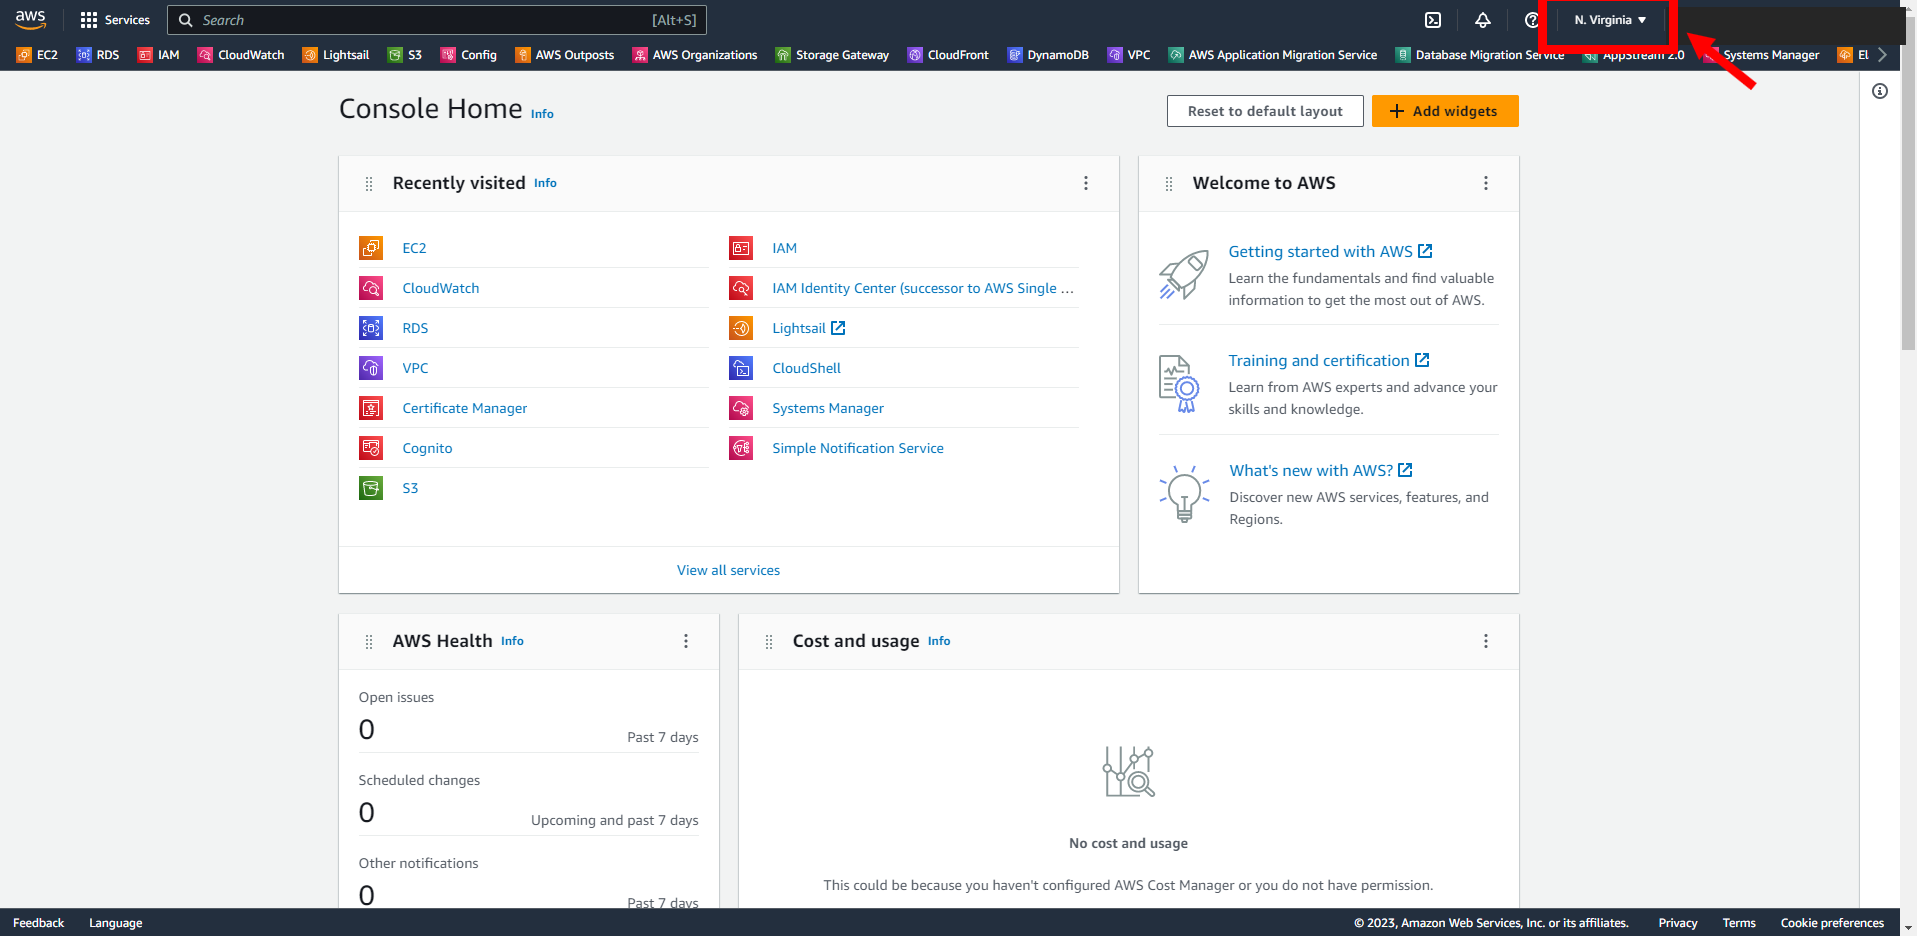 aws
Services
Search
[Alt+S]
N. Virginia
EC2
RDS
IAM
CloudWatch
Lightsail
S3
Config
AWS Outposts
AWS Organizations
Storage Gateway
CloudFront
DynamoDB
VPC
AWS Application Migration Service
Database Migration Service
AppStream 2.0
Systems Manager
El
Console Home Info
Reset to default layout
Add widgets
Recently visited Info
EC2
CloudWatch
RDS
VPC
Certificate Manager
Cognito
S3
IAM
IAM Identity Center (successor to AWS Single ...
Lightsail
CloudShell
Systems Manager
Simple Notification Service
View all services
Welcome to AWS
Getting started with AWS
Learn the fundamentals and find valuable
information to get the most out of AWS.
Training and certification
Learn from AWS experts and advance your
skills and knowledge.
What's new with AWS?
Discover new AWS services, features, and
Regions.
AWS Health Info
Open issues
0
Past 7 days
Scheduled changes
0
Upcoming and past 7 days
Other notifications
0
Past 7 days
Cost and usage Info
No cost and usage
This could be because you haven't configured AWS Cost Manager or you do not have permission.
Feedback
Language
© 2023, Amazon Web Services, Inc. or its affiliates.
Privacy
Terms
Cookie preferences